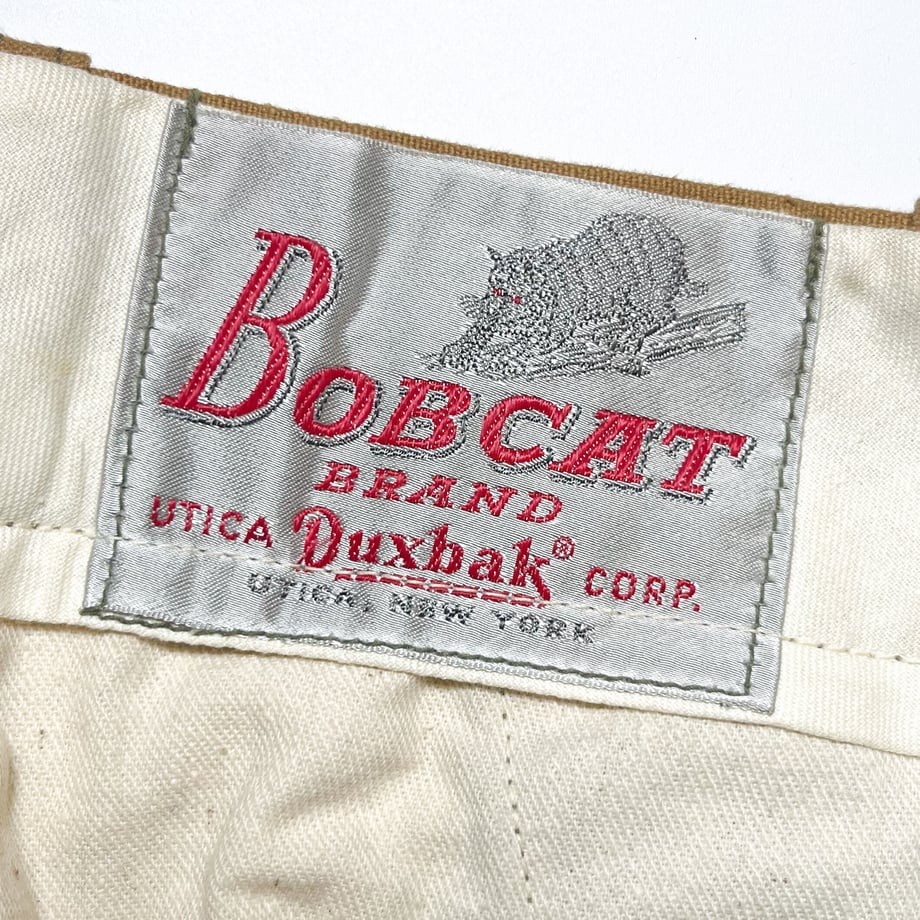 BOBCAT
BRAND
UTICA Duxbak® CORP.
UTICA, NEW YORK